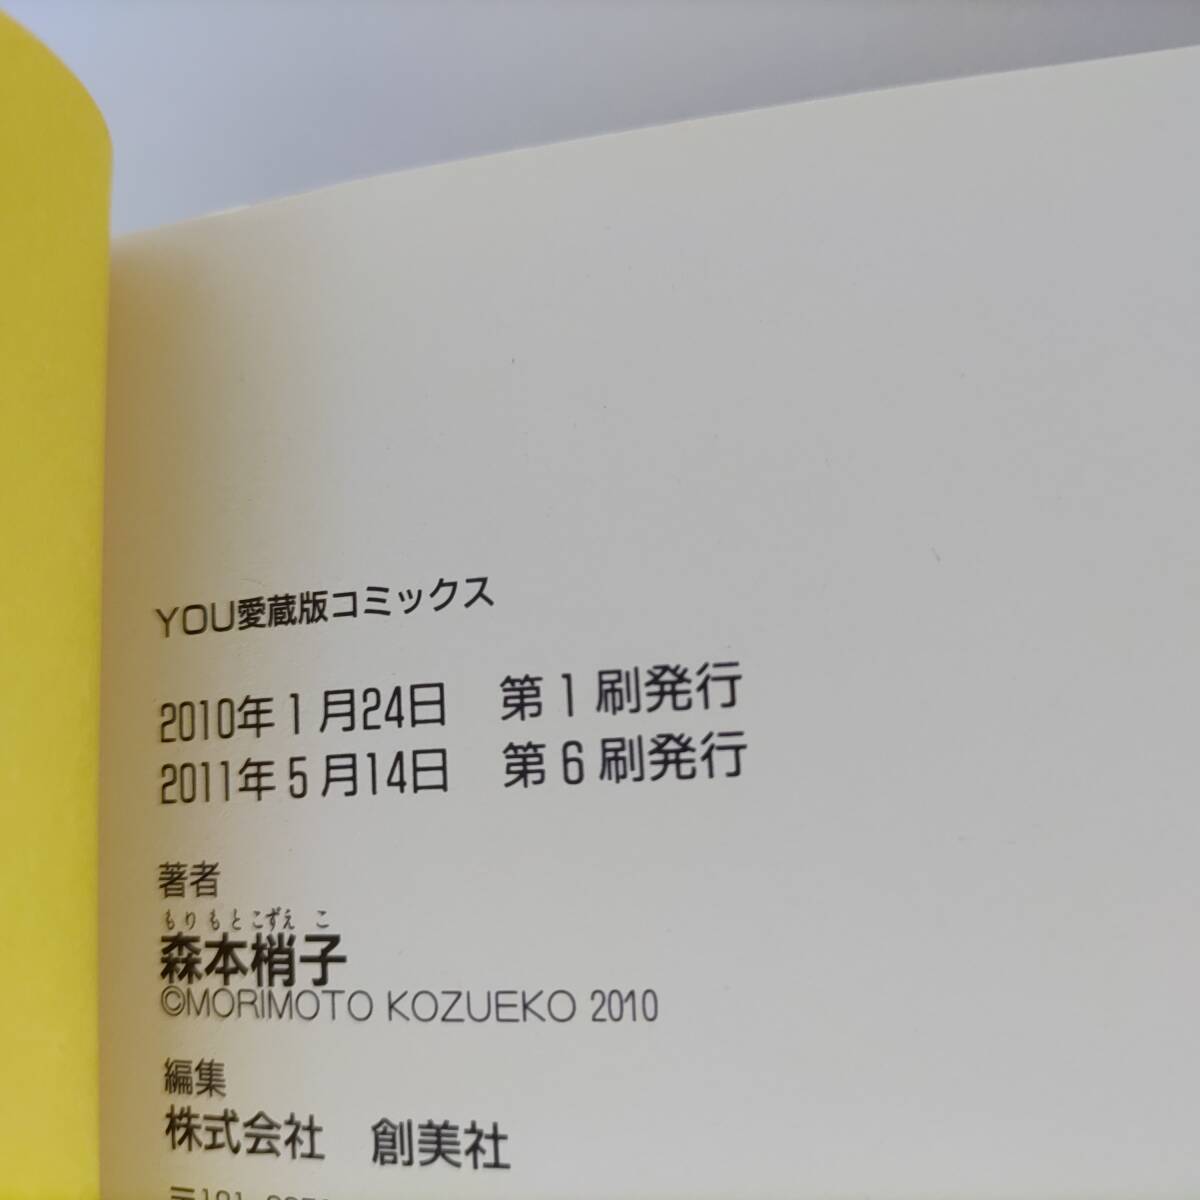 YOU愛蔵版コミックス
2010年1月24日　第1刷発行
2011年5月14日　第6刷発行
著者
もりもとこずえこ
森本梢子
©MORIMOTO KOZUEKO 2010
編集
株式会社　創美社